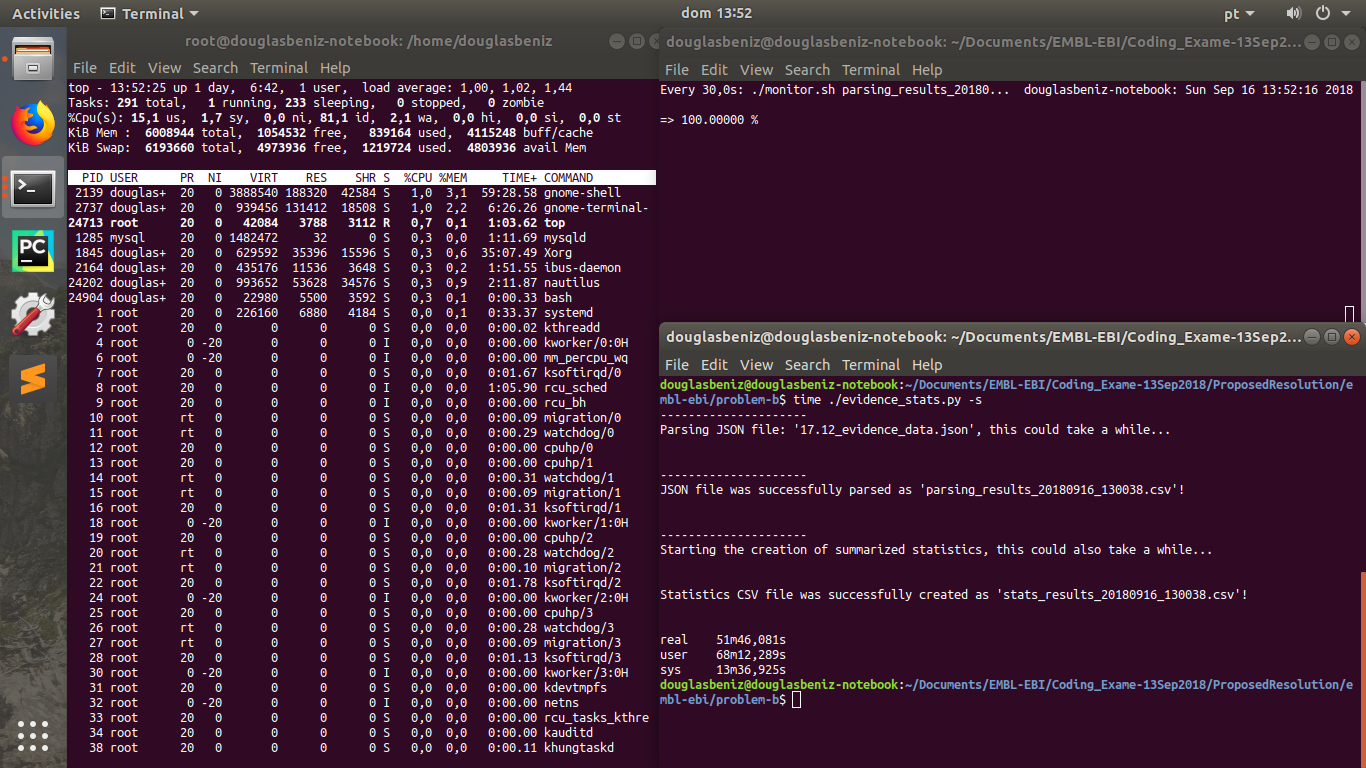 Activities Terminal dom 13:52 pt
root@douglasbeniz-notebook: /home/douglasbeniz
File Edit View Search Terminal Help
top - 13:52:25 up 1 day,  6:42,  1 user,  load average: 1,00, 1,02, 1,44
Tasks: 291 total,   1 running, 233 sleeping,   0 stopped,   0 zombie
%Cpu(s): 15,1 us,  1,7 sy,  0,0 ni, 81,1 id,  2,1 wa,  0,0 hi,  0,0 si,  0,0 st
KiB Mem :  6008944 total,  1054532 free,   839164 used,  4115248 buff/cache
KiB Swap:  6193660 total,  4973936 free,  1219724 used.  4803936 avail Mem
PID USER      PR  NI    VIRT    RES    SHR S  %CPU %MEM     TIME+ COMMAND
2139 douglas+  20   0 3888540 188320  42584 S   1,0  3,1  59:28.58 gnome-shell
2737 douglas+  20   0  939456 131412  18508 S   1,0  2,2   6:26.26 gnome-terminal-
24713 root      20   0   42084   3788   3112 R   0,7  0,1   1:03.62 top
1285 mysql     20   0 1482472     32      0 S   0,3  0,0   1:11.69 mysqld
1845 douglas+  20   0  629592  35396  15596 S   0,3  0,6  35:07.49 Xorg
2164 douglas+  20   0  435176  11536   3648 S   0,3  0,2   1:51.55 ibus-daemon
24202 douglas+  20   0  993652  53628  34576 S   0,3  0,9   2:11.87 nautilus
24904 douglas+  20   0   22980   5500   3592 S   0,3  0,1   0:00.33 bash
1 root      20   0  226160   6880   4184 S   0,0  0,1   0:33.37 systemd
2 root      20   0       0      0      0 S   0,0  0,0   0:00.02 kthreadd
4 root       0 -20       0      0      0 I   0,0  0,0   0:00.00 kworker/0:0H
6 root       0 -20       0      0      0 I   0,0  0,0   0:00.00 mm_percpu_wq
7 root      20   0       0      0      0 S   0,0  0,0   0:01.67 ksoftirqd/0
8 root      20   0       0      0      0 I   0,0  0,0   1:05.90 rcu_sched
9 root      20   0       0      0      0 I   0,0  0,0   0:00.00 rcu_bh
10 root      rt   0       0      0      0 S   0,0  0,0   0:00.09 migration/0
11 root      rt   0       0      0      0 S   0,0  0,0   0:00.29 watchdog/0
12 root      20   0       0      0      0 S   0,0  0,0   0:00.00 cpuhp/0
13 root      20   0       0      0      0 S   0,0  0,0   0:00.00 cpuhp/1
14 root      rt   0       0      0      0 S   0,0  0,0   0:00.31 watchdog/1
15 root      rt   0       0      0      0 S   0,0  0,0   0:00.09 migration/1
16 root      20   0       0      0      0 S   0,0  0,0   0:01.31 ksoftirqd/1
18 root       0 -20       0      0      0 I   0,0  0,0   0:00.00 kworker/1:0H
19 root      20   0       0      0      0 S   0,0  0,0   0:00.00 cpuhp/2
20 root      rt   0       0      0      0 S   0,0  0,0   0:00.28 watchdog/2
21 root      rt   0       0      0      0 S   0,0  0,0   0:00.10 migration/2
22 root      20   0       0      0      0 S   0,0  0,0   0:01.78 ksoftirqd/2
24 root       0 -20       0      0      0 I   0,0  0,0   0:00.00 kworker/2:0H
25 root      20   0       0      0      0 S   0,0  0,0   0:00.00 cpuhp/3
26 root      rt   0       0      0      0 S   0,0  0,0   0:00.28 watchdog/3
27 root      rt   0       0      0      0 S   0,0  0,0   0:00.09 migration/3
28 root      20   0       0      0      0 S   0,0  0,0   0:01.13 ksoftirqd/3
30 root       0 -20       0      0      0 I   0,0  0,0   0:00.00 kworker/3:0H
31 root      20   0       0      0      0 S   0,0  0,0   0:00.00 kdevtmpfs
32 root       0 -20       0      0      0 I   0,0  0,0   0:00.00 netns
33 root      20   0       0      0      0 S   0,0  0,0   0:00.00 rcu_tasks_kthre
34 root      20   0       0      0      0 S   0,0  0,0   0:00.00 kauditd
38 root      20   0       0      0      0 S   0,0  0,0   0:00.11 khungtaskd
douglasbeniz@douglasbeniz-notebook: ~/Documents/EMBL-EBI/Coding_Exame-13Sep2...
File Edit View Search Terminal Help
Every 30,0s: ./monitor.sh parsing_results_20180...  douglasbeniz-notebook: Sun Sep 16 13:52:16 2018
=> 100.00000 %
douglasbeniz@douglasbeniz-notebook: ~/Documents/EMBL-EBI/Coding_Exame-13Sep2...
File Edit View Search Terminal Help
douglasbeniz@douglasbeniz-notebook:~/Documents/EMBL-EBI/Coding_Exame-13Sep2018/ProposedResolution/e
mbl-ebi/problem-b$ time ./evidence_stats.py -s
---------------------
Parsing JSON file: '17.12_evidence_data.json', this could take a while...
---------------------
JSON file was successfully parsed as 'parsing_results_20180916_130038.csv'!
---------------------
Starting the creation of summarized statistics, this could also take a while...
Statistics CSV file was successfully created as 'stats_results_20180916_130038.csv'!
real    51m46,081s
user    68m12,289s
sys     13m36,925s
douglasbeniz@douglasbeniz-notebook:~/Documents/EMBL-EBI/Coding_Exame-13Sep2018/ProposedResolution/e
mbl-ebi/problem-b$
PC